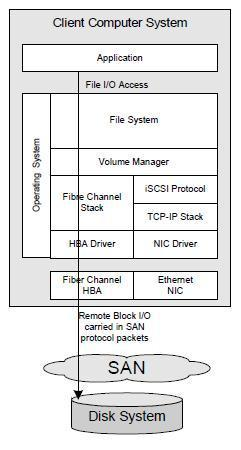 Client Computer System
Application
File I/O Access
Operating System
File System
Volume Manager
Fibre Channel
Stack
iSCSI Protocol
TCP-IP Stack
HBA Driver
NIC Driver
Fiber Channel
HBA
Ethernet
NIC
Remote Block I/O
carried in SAN
protocol packets
SAN
Disk System